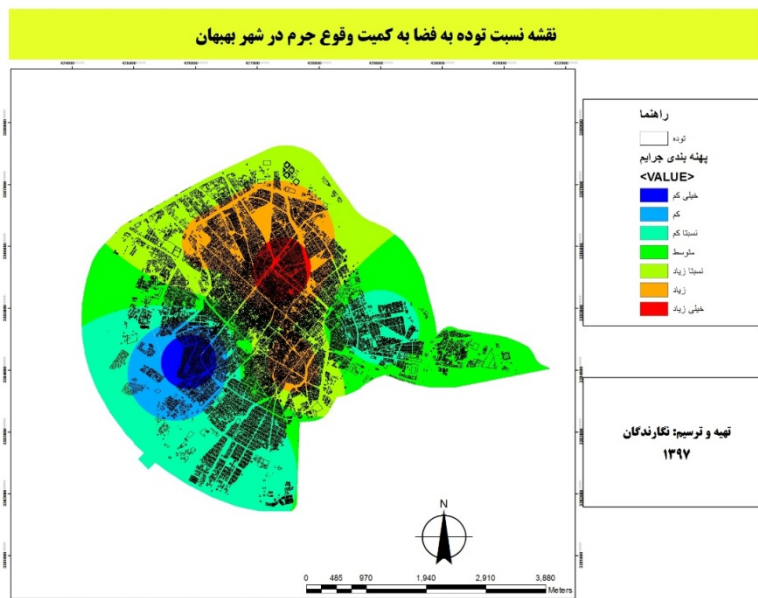 نقشه نسبت توده به فضا به کمیت وقوع جرم در شهر بهبهان
راهنما
توده
پهنه بندی جرایم
<VALUE>
خیلی کم
کم
نسبتا کم
متوسط
نسبتا زیاد
زیاد
خیلی زیاد
تهیه و ترسیم: نگارندگان
۱۳۹۷
N
0 485 970 1,940 2,910 3,880
Meters